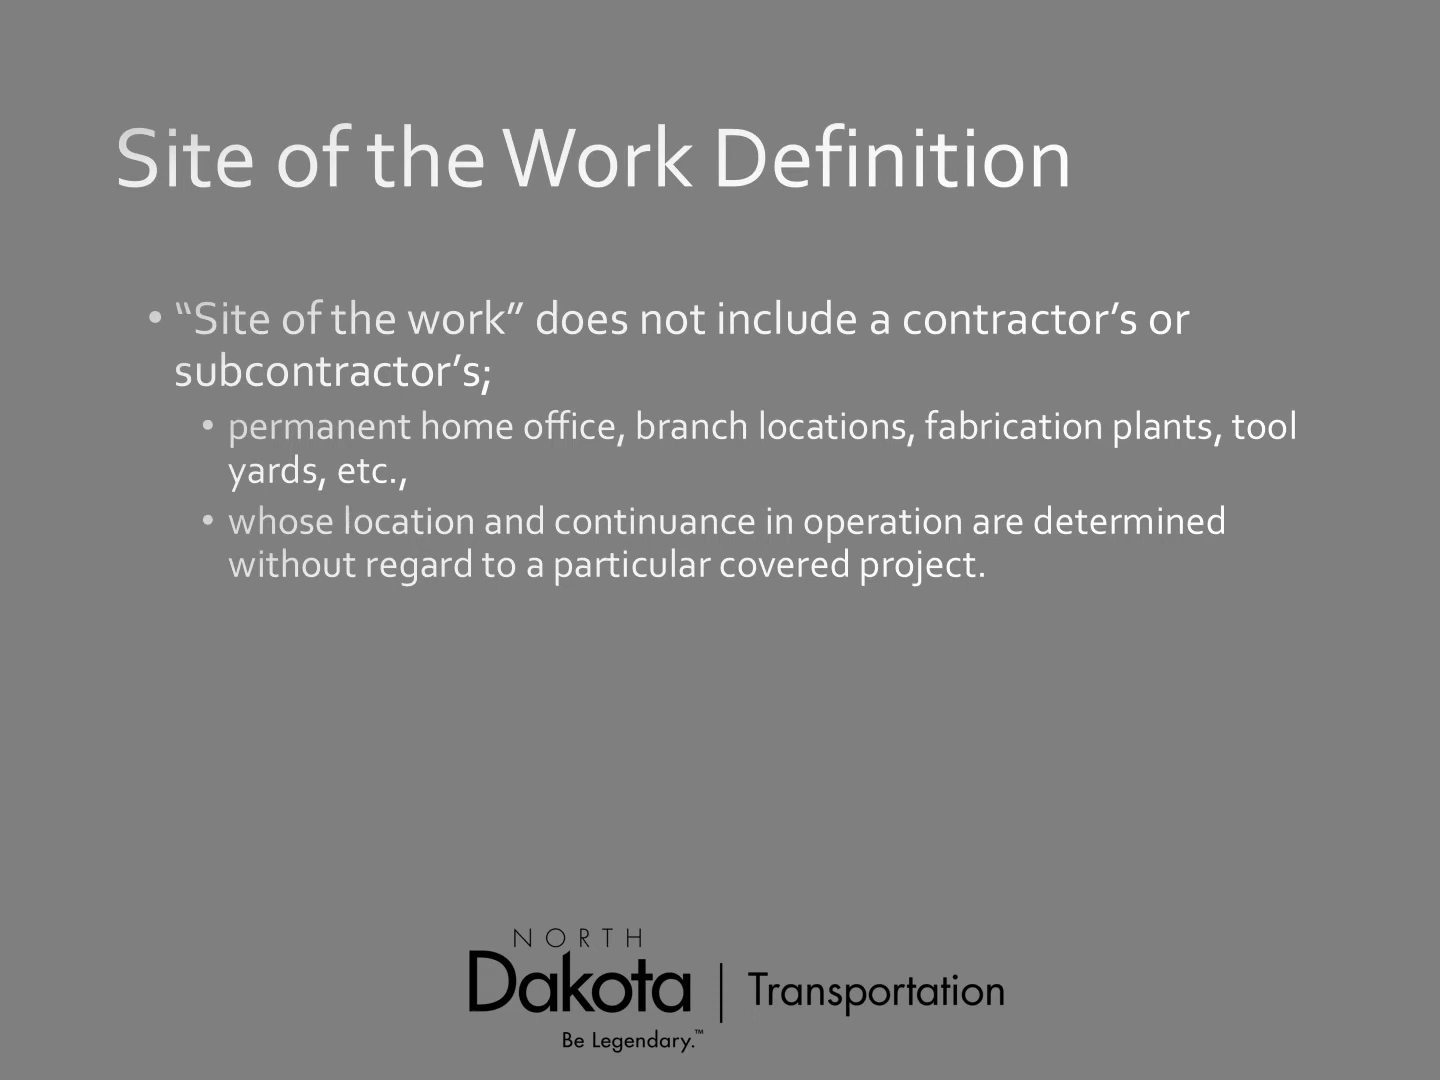 Site of the Work Definition
• “Site of the work” does not include a contractor’s or
subcontractor’s;
• permanent home office, branch locations, fabrication plants, tool
yards, etc.,
• whose location and continuance in operation are determined
without regard to a particular covered project.
NORTH
Dakota | Transportation
Be Legendary.™